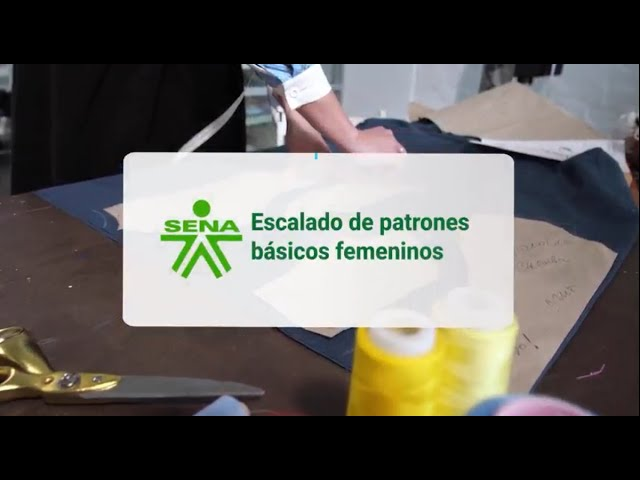 SENA
Escalado de patrones
básicos femeninos